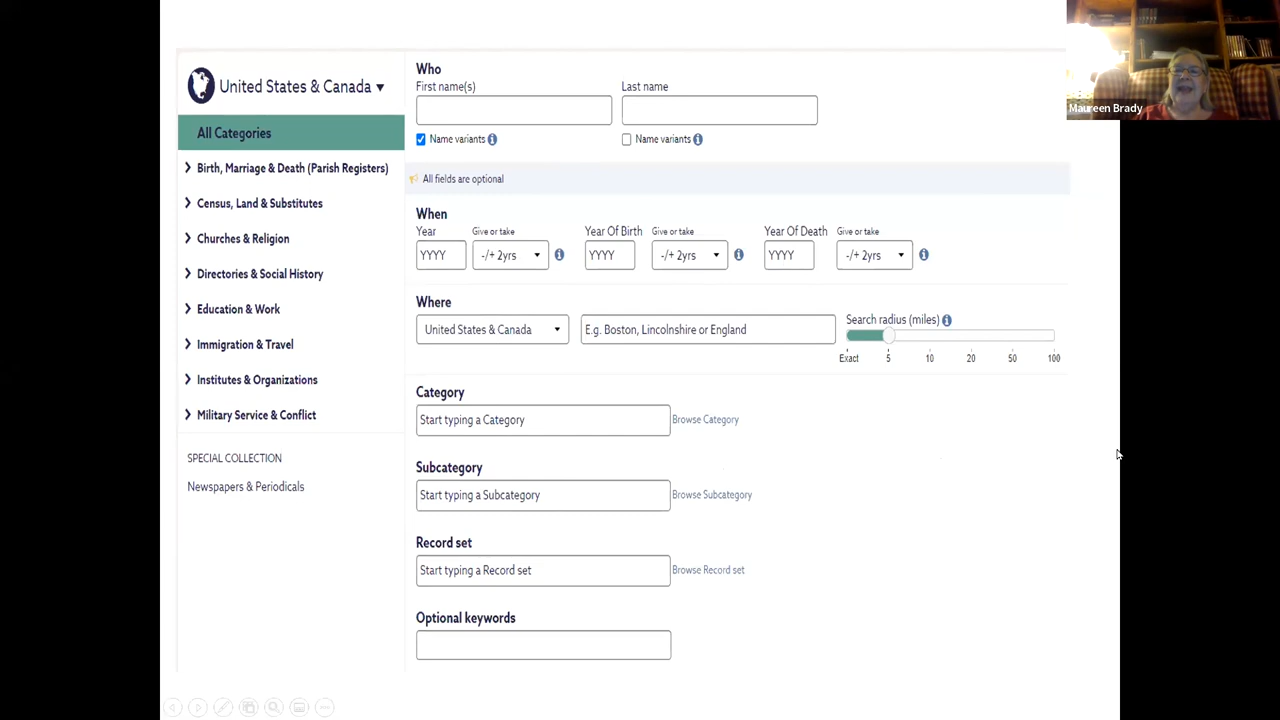 United States & Canada
All Categories
Birth, Marriage & Death (Parish Registers)
Census, Land & Substitutes
Churches & Religion
Directories & Social History
Education & Work
Immigration & Travel
Institutes & Organizations
Military Service & Conflict
SPECIAL COLLECTION
Newspapers & Periodicals
Who
First name(s) Last name
Name variants Name variants
All fields are optional
When
Year Give or take Year Of Birth Give or take Year Of Death Give or take
YYYY -/+ 2yrs YYYY -/+ 2yrs YYYY -/+ 2yrs
Where
United States & Canada E.g. Boston, Lincolnshire or England
Search radius (miles)
Exact 5 10 20 50 100
Category
Start typing a Category Browse Category
Subcategory
Start typing a Subcategory Browse Subcategory
Record set
Start typing a Record set Browse Record set
Optional keywords
Maureen Brady